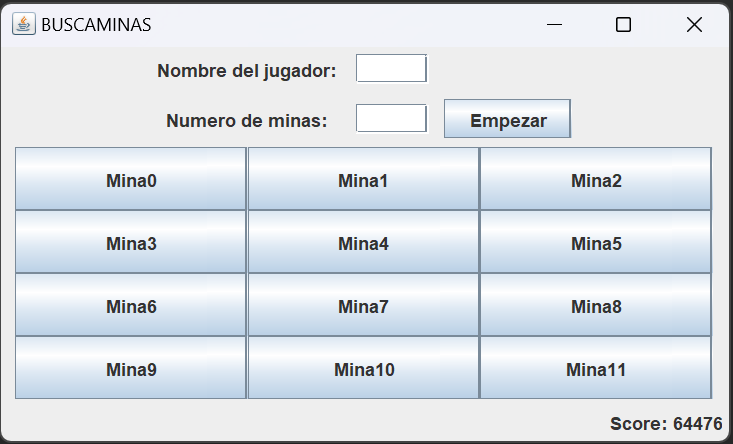 BUSCAMINAS
Nombre del jugador:
Numero de minas: Empezar
Mina0 Mina1 Mina2
Mina3 Mina4 Mina5
Mina6 Mina7 Mina8
Mina9 Mina10 Mina11
Score: 64476